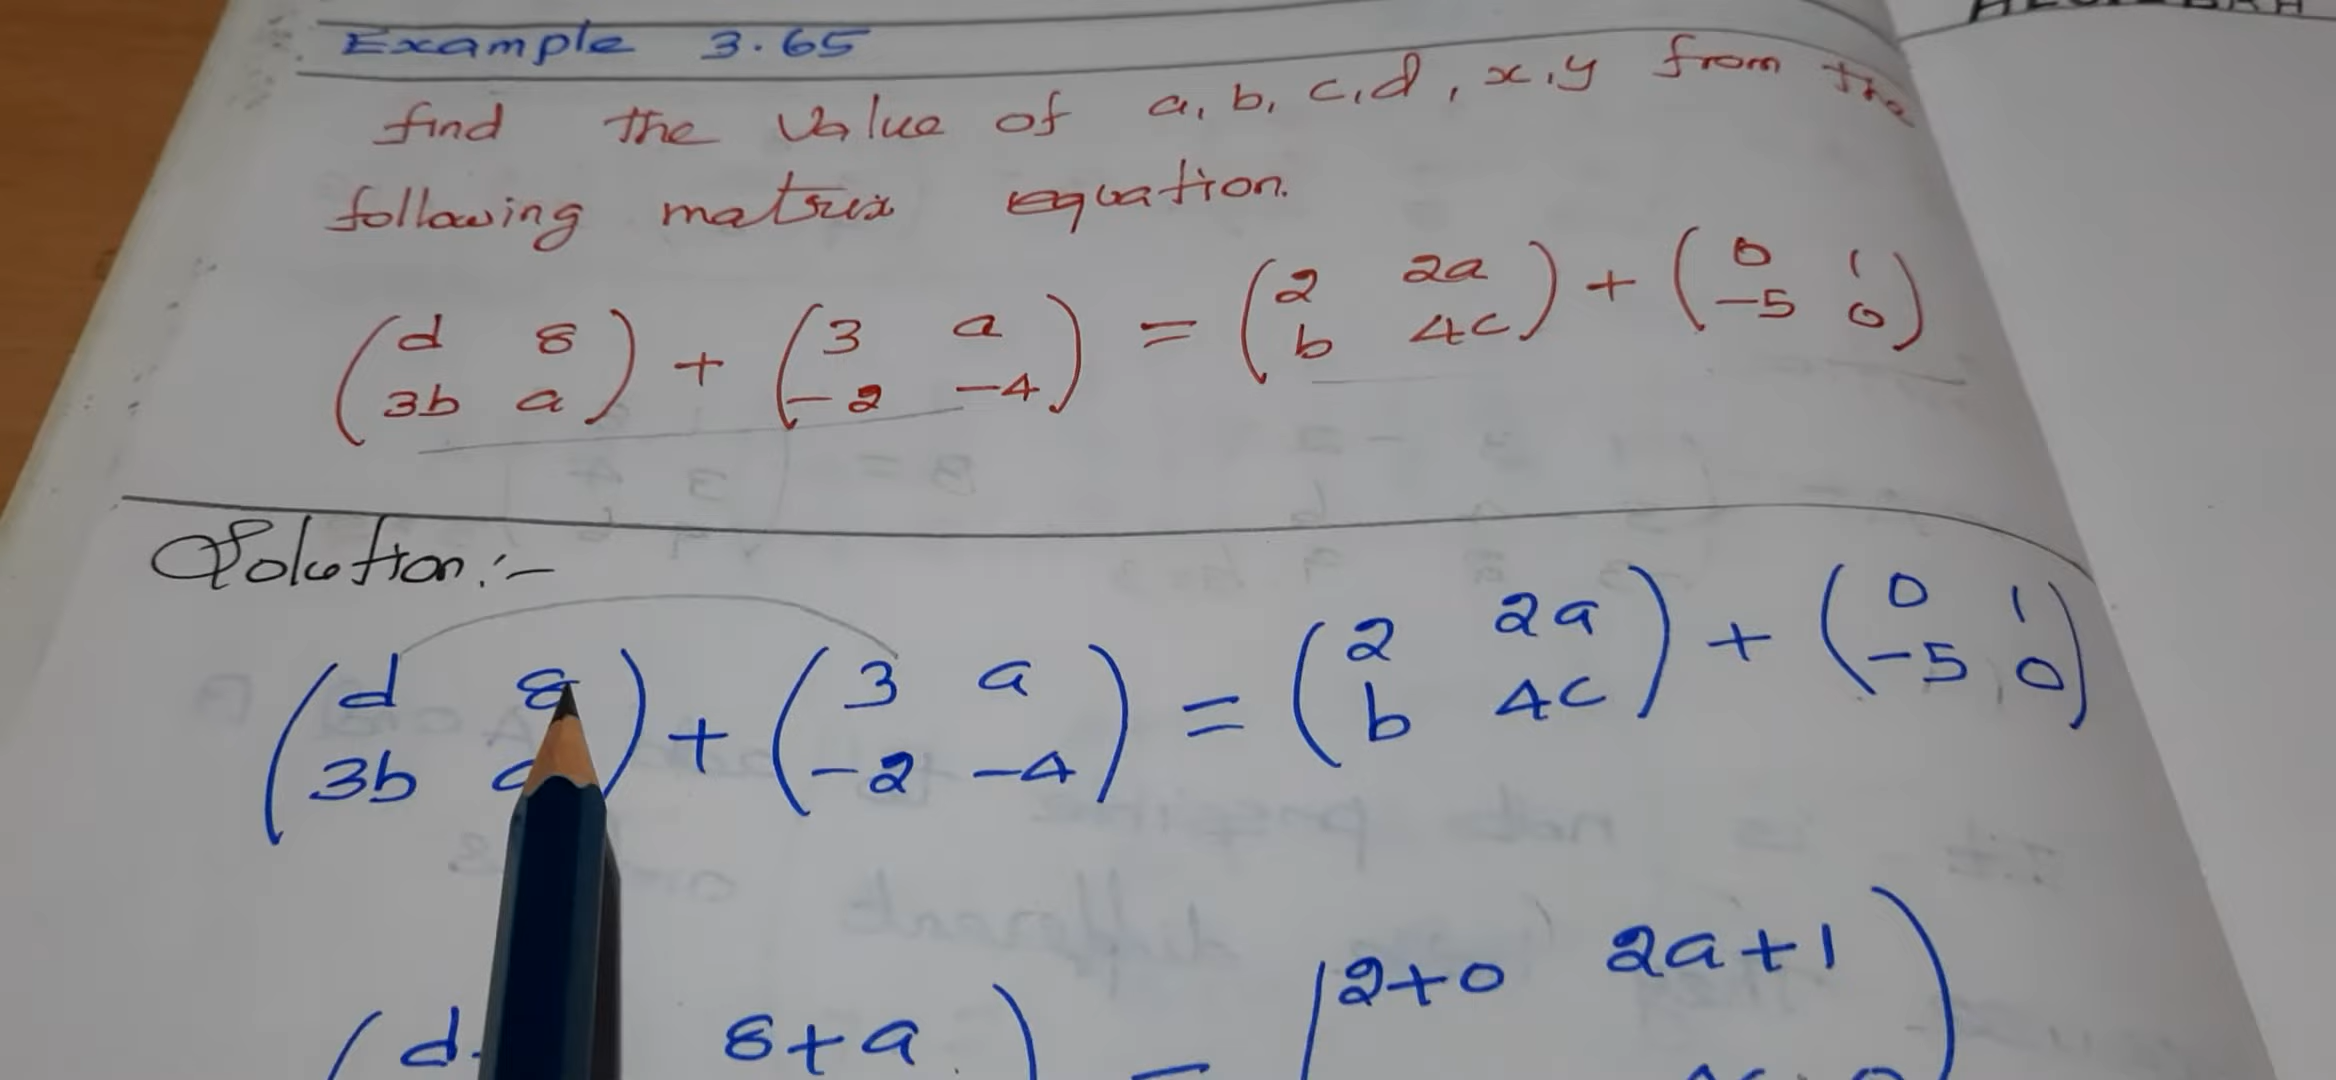 Example 3.65
find the value of a, b, c, d, x, y from the
following matrix equation.
(d 8
3b a) + (3 a
-2 -4) = (2 2a
b 4c) + (0 1
-5 0)
Solution:-
(d 8
3b a) + (3 a
-2 -4) = (2 2a
b 4c) + (0 1
-5 0)
(d 8+a) = (2+0 2a+1)